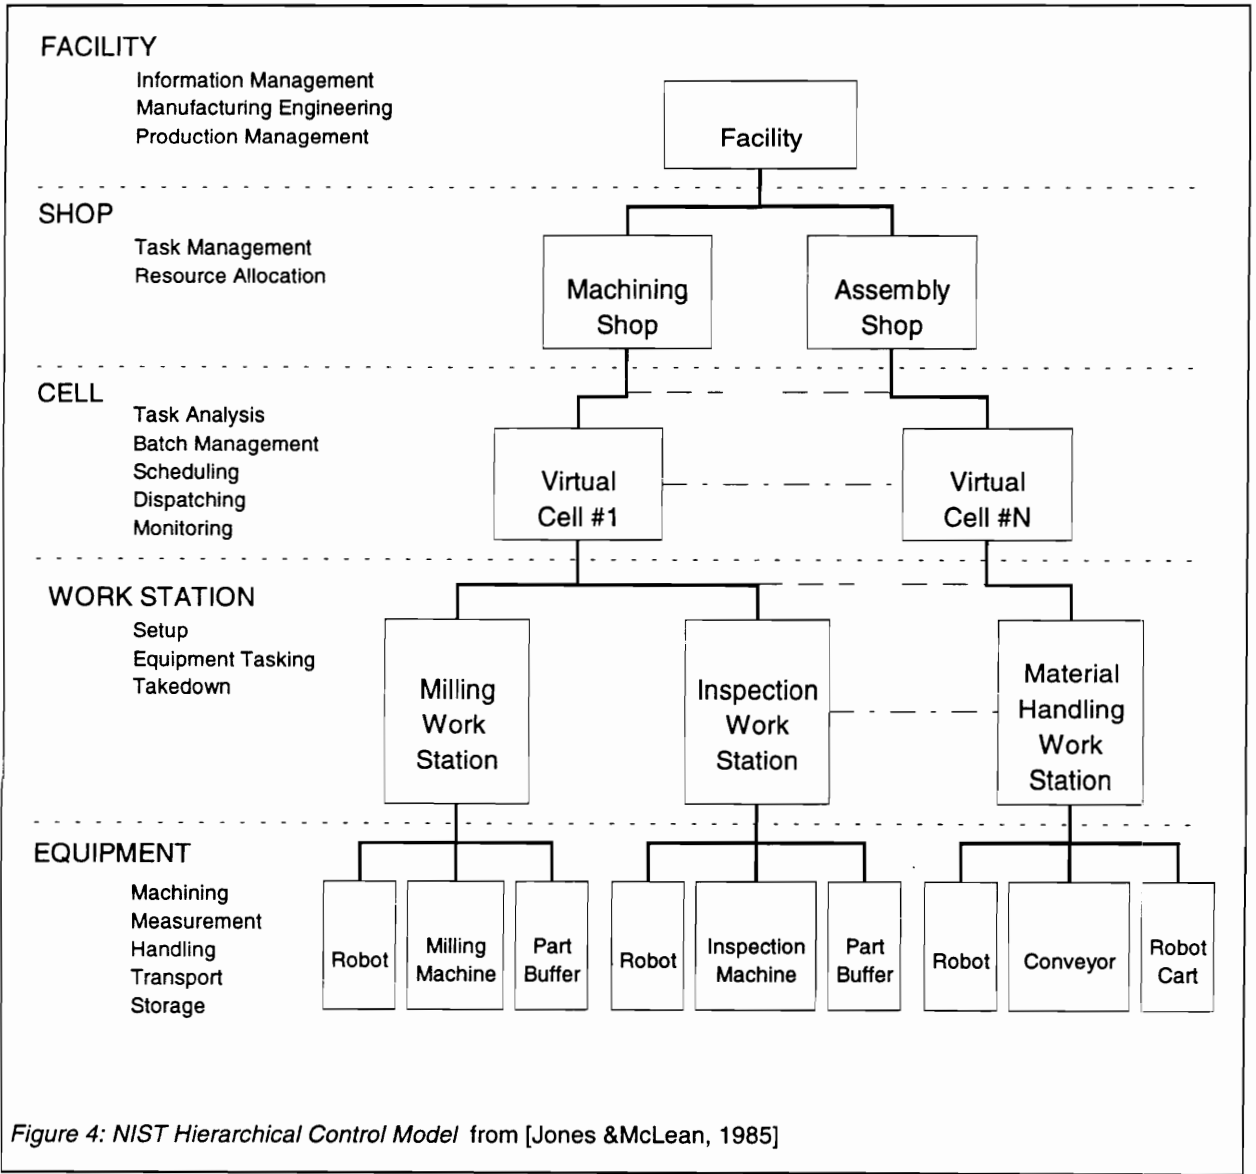 FACILITY
Information Management
Manufacturing Engineering
Production Management
Facility
SHOP
Task Management
Resource Allocation
Machining
Shop
Assembly
Shop
CELL
Task Analysis
Batch Management
Scheduling
Dispatching
Monitoring
Virtual
Cell #1
Virtual
Cell #N
WORK STATION
Setup
Equipment Tasking
Takedown
Milling
Work
Station
Inspection
Work
Station
Material
Handling
Work
Station
EQUIPMENT
Machining
Measurement
Handling
Transport
Storage
Robot
Milling
Machine
Part
Buffer
Robot
Inspection
Machine
Part
Buffer
Robot
Conveyor
Robot
Cart
Figure 4: NIST Hierarchical Control Model from [Jones &McLean, 1985]